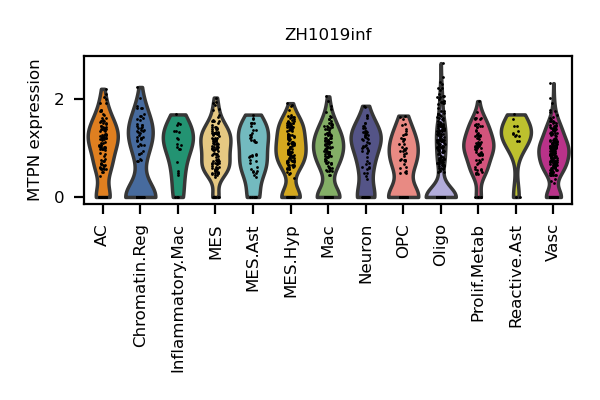 ZH1019inf
MTPN expression
2
0
AC
Chromatin.Reg
Inflammatory.Mac
MES
MES.Ast
MES.Hyp
Mac
Neuron
OPC
Oligo
Prolif.Metab
Reactive.Ast
Vasc